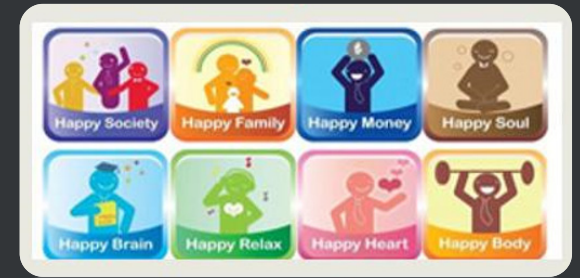 Happy Society
Happy Family
Happy Money
Happy Soul
Happy Brain
Happy Relax
Happy Heart
Happy Body